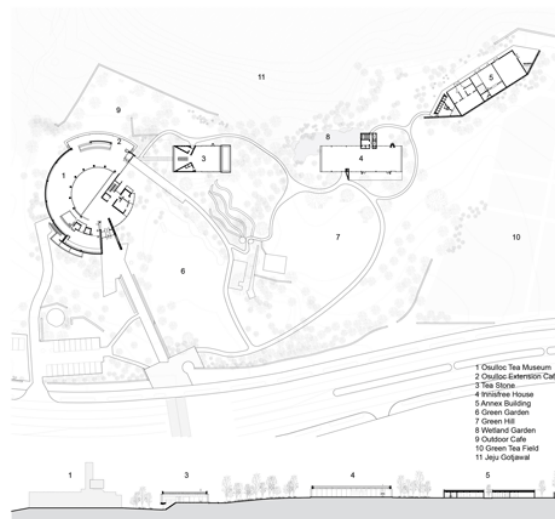 11
5
9
2
8
3
4
1
7
10
6
1 Osulloc Tea Museum
2 Osulloc Extension Caf
3 Tea Stone
4 Innisfree House
5 Annex Building
6 Green Garden
7 Green Hill
8 Wetland Garden
9 Outdoor Cafe
10 Green Tea Field
11 Jeju Gotjawal
1 3 4 5